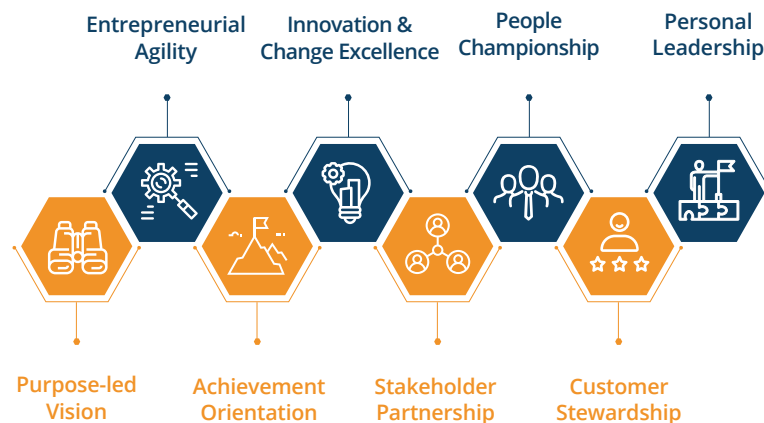 Entrepreneurial
Agility
Innovation &
Change Excellence
People
Championship
Personal
Leadership
Purpose-led
Vision
Achievement
Orientation
Stakeholder
Partnership
Customer
Stewardship